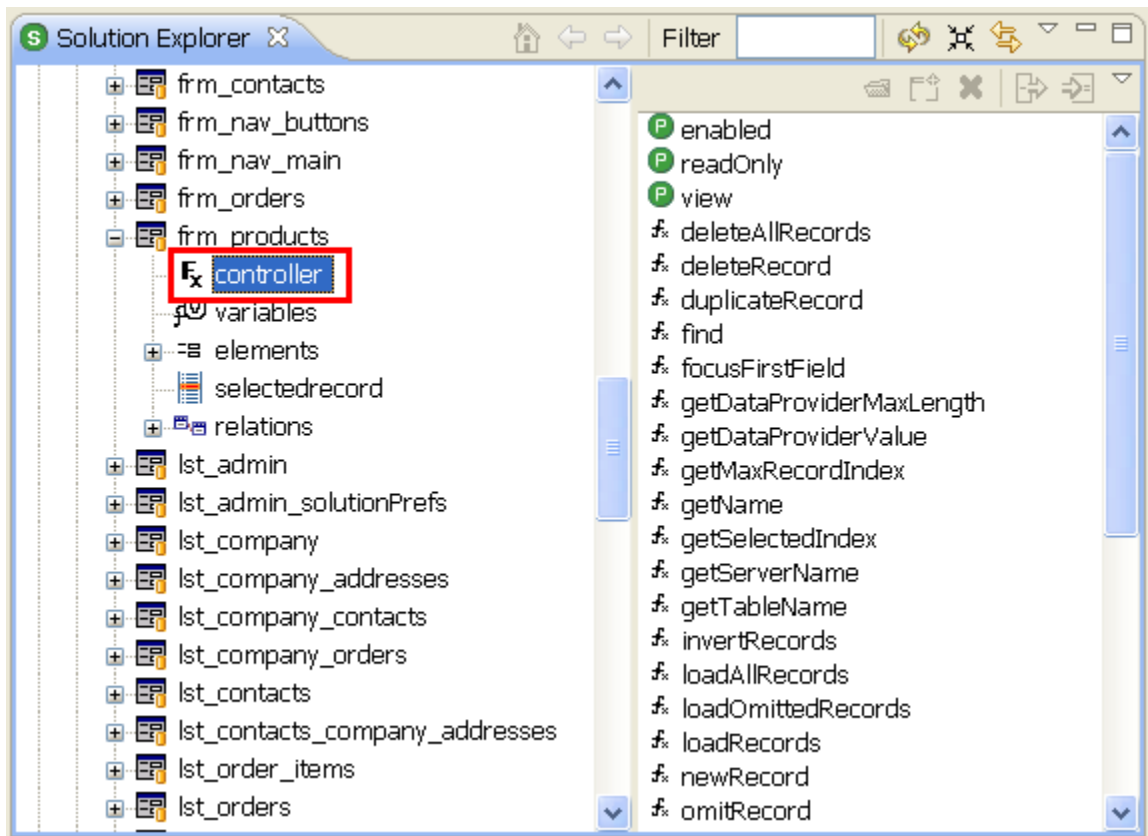 Solution Explorer
Filter
frm_contacts
frm_nav_buttons
frm_nav_main
frm_orders
frm_products
controller
variables
elements
selectedrecord
relations
lst_admin
lst_admin_solutionPrefs
lst_company
lst_company_addresses
lst_company_contacts
lst_company_orders
lst_contacts
lst_contacts_company_addresses
lst_order_items
lst_orders
enabled
readOnly
view
deleteAllRecords
deleteRecord
duplicateRecord
find
focusFirstField
getDataProviderMaxLength
getDataProviderValue
getMaxRecordIndex
getName
getSelectedIndex
getServerName
getTableName
invertRecords
loadAllRecords
loadOmittedRecords
loadRecords
newRecord
omitRecord